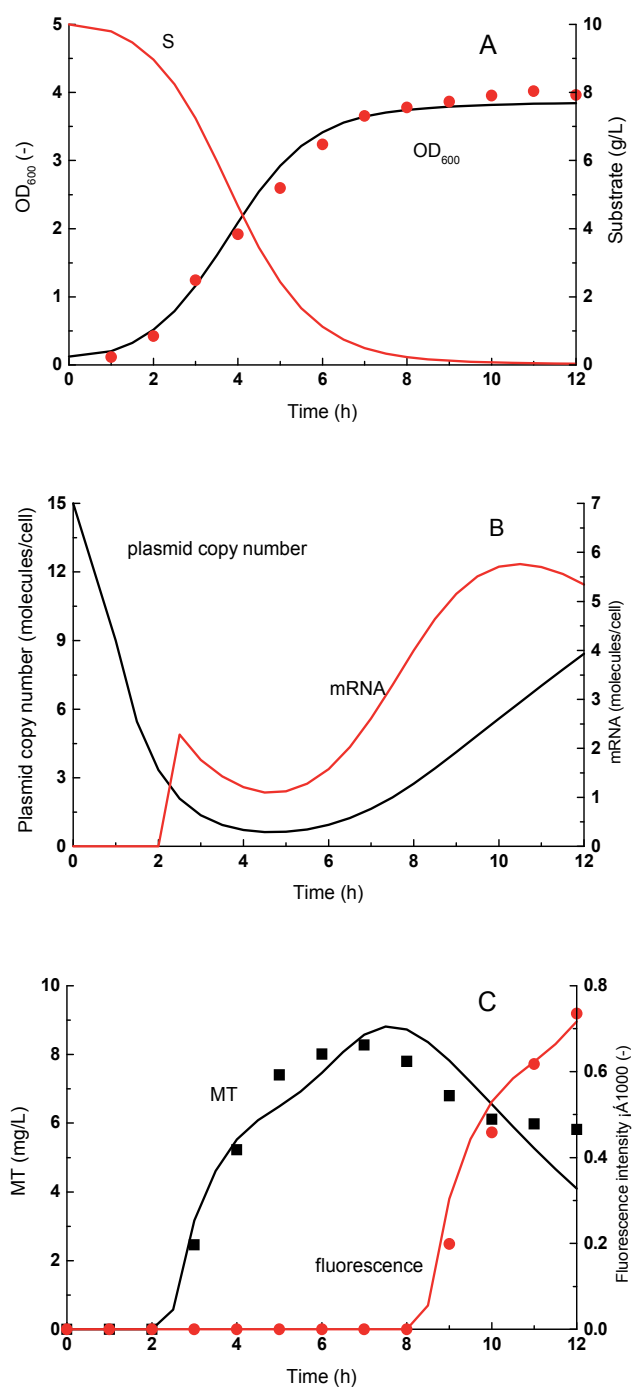 A
S
OD600
OD600 (-)
Substrate (g/L)
5
4
3
2
1
0
10
8
6
4
2
0
0 2 4 6 8 10 12
Time (h)
B
plasmid copy number
mRNA
Plasmid copy number (molecules/cell)
mRNA (molecules/cell)
15
12
9
6
3
0
7
6
5
4
3
2
1
0
0 2 4 6 8 10 12
Time (h)
C
MT
fluorescence
MT (mg/L)
Fluorescence intensity ¡Á1000 (-)
10
8
6
4
2
0
0.8
0.6
0.4
0.2
0.0
0 2 4 6 8 10 12
Time (h)